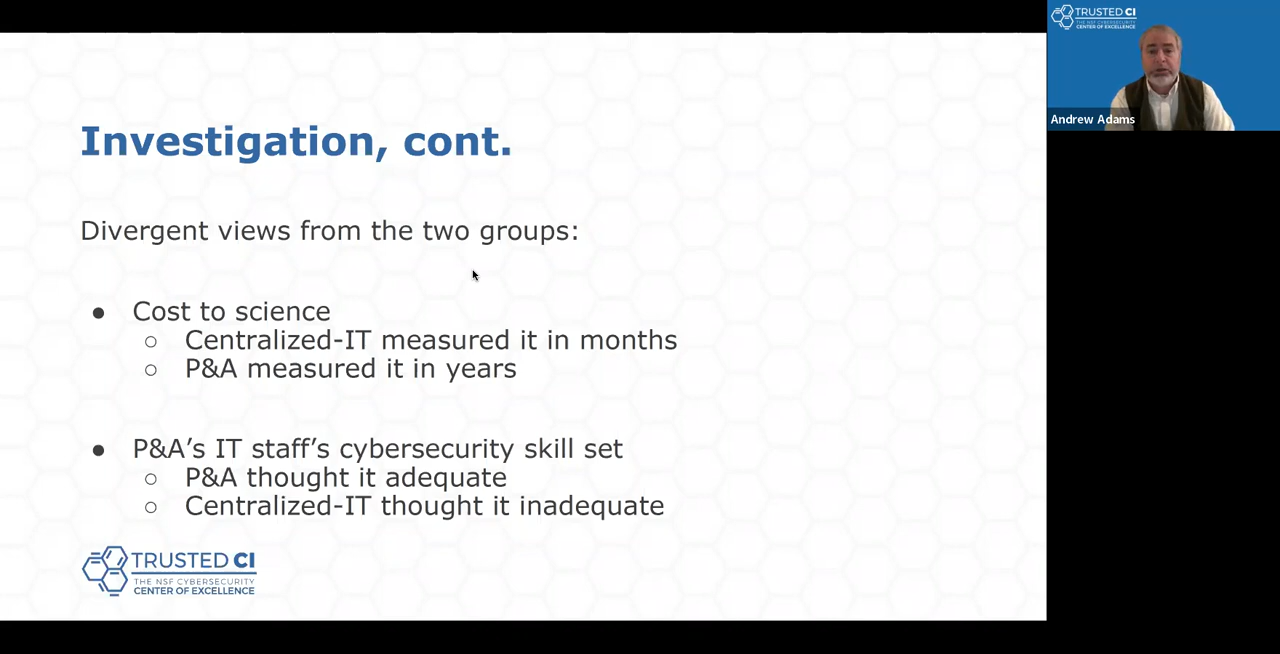 Investigation, cont.
Divergent views from the two groups:
● Cost to science
○ Centralized-IT measured it in months
○ P&A measured it in years
● P&A’s IT staff’s cybersecurity skill set
○ P&A thought it adequate
○ Centralized-IT thought it inadequate
TRUSTED CI
THE NSF CYBERSECURITY
CENTER OF EXCELLENCE
TRUSTED CI
THE NSF CYBERSECURITY
CENTER OF EXCELLENCE
Andrew Adams